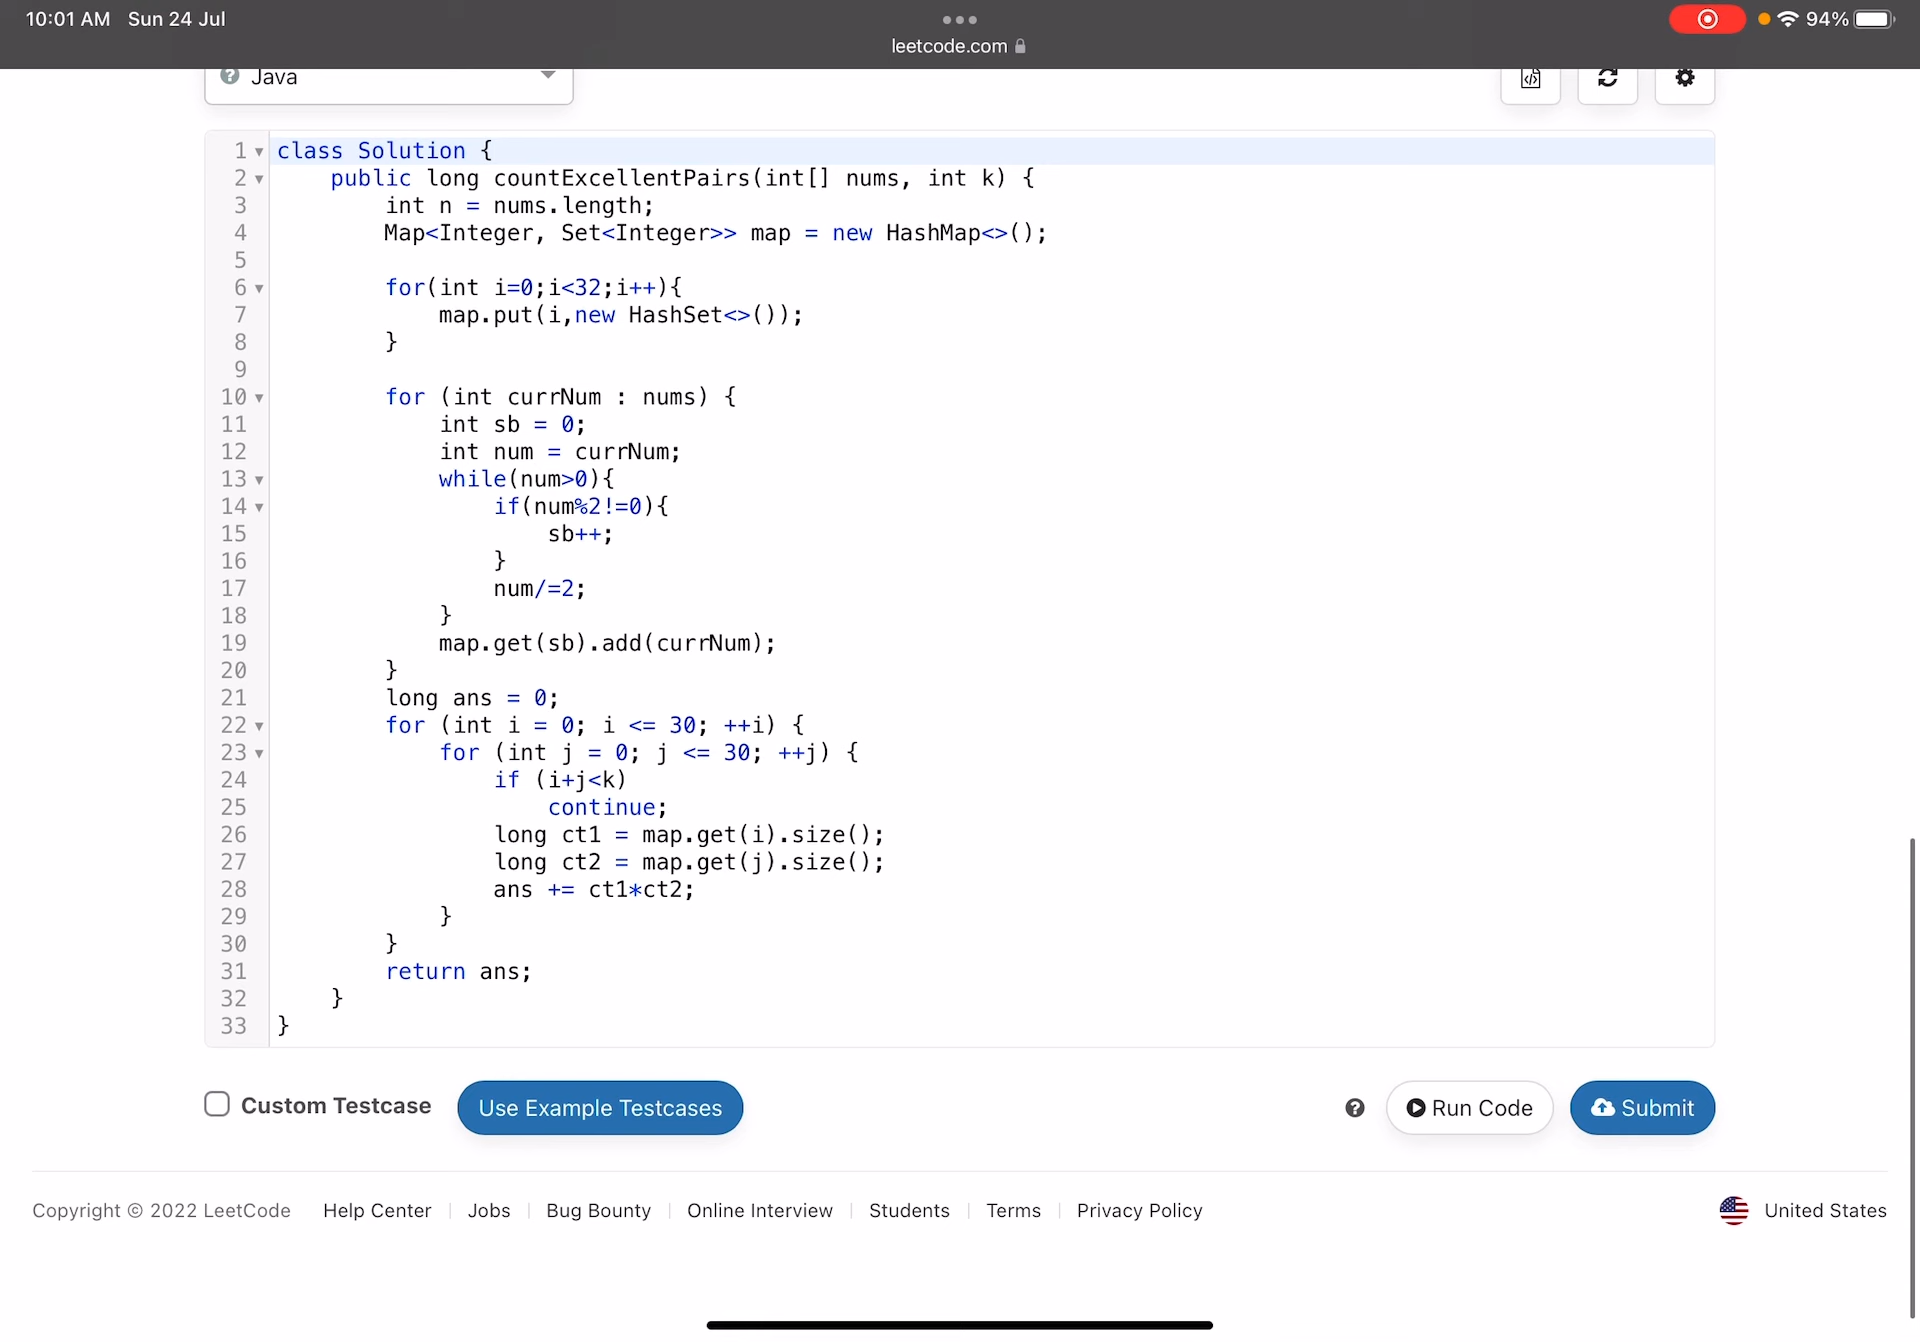 10:01 AM Sun 24 Jul
94%
leetcode.com
Java
1 class Solution {
2 public long countExcellentPairs(int[] nums, int k) {
3 int n = nums.length;
4 Map<Integer, Set<Integer>> map = new HashMap<>();
5
6 for(int i=0;i<32;i++){
7 map.put(i,new HashSet<>());
8 }
9
10 for (int currNum : nums) {
11 int sb = 0;
12 int num = currNum;
13 while(num>0){
14 if(num%2!=0){
15 sb++;
16 }
17 num/=2;
18 }
19 map.get(sb).add(currNum);
20 }
21 long ans = 0;
22 for (int i = 0; i <= 30; ++i) {
23 for (int j = 0; j <= 30; ++j) {
24 if (i+j<k)
25 continue;
26 long ct1 = map.get(i).size();
27 long ct2 = map.get(j).size();
28 ans += ct1*ct2;
29 }
30 }
31 return ans;
32 }
33 }
Custom Testcase Use Example Testcases Run Code Submit
Copyright © 2022 LeetCode Help Center Jobs Bug Bounty Online Interview Students Terms Privacy Policy United States